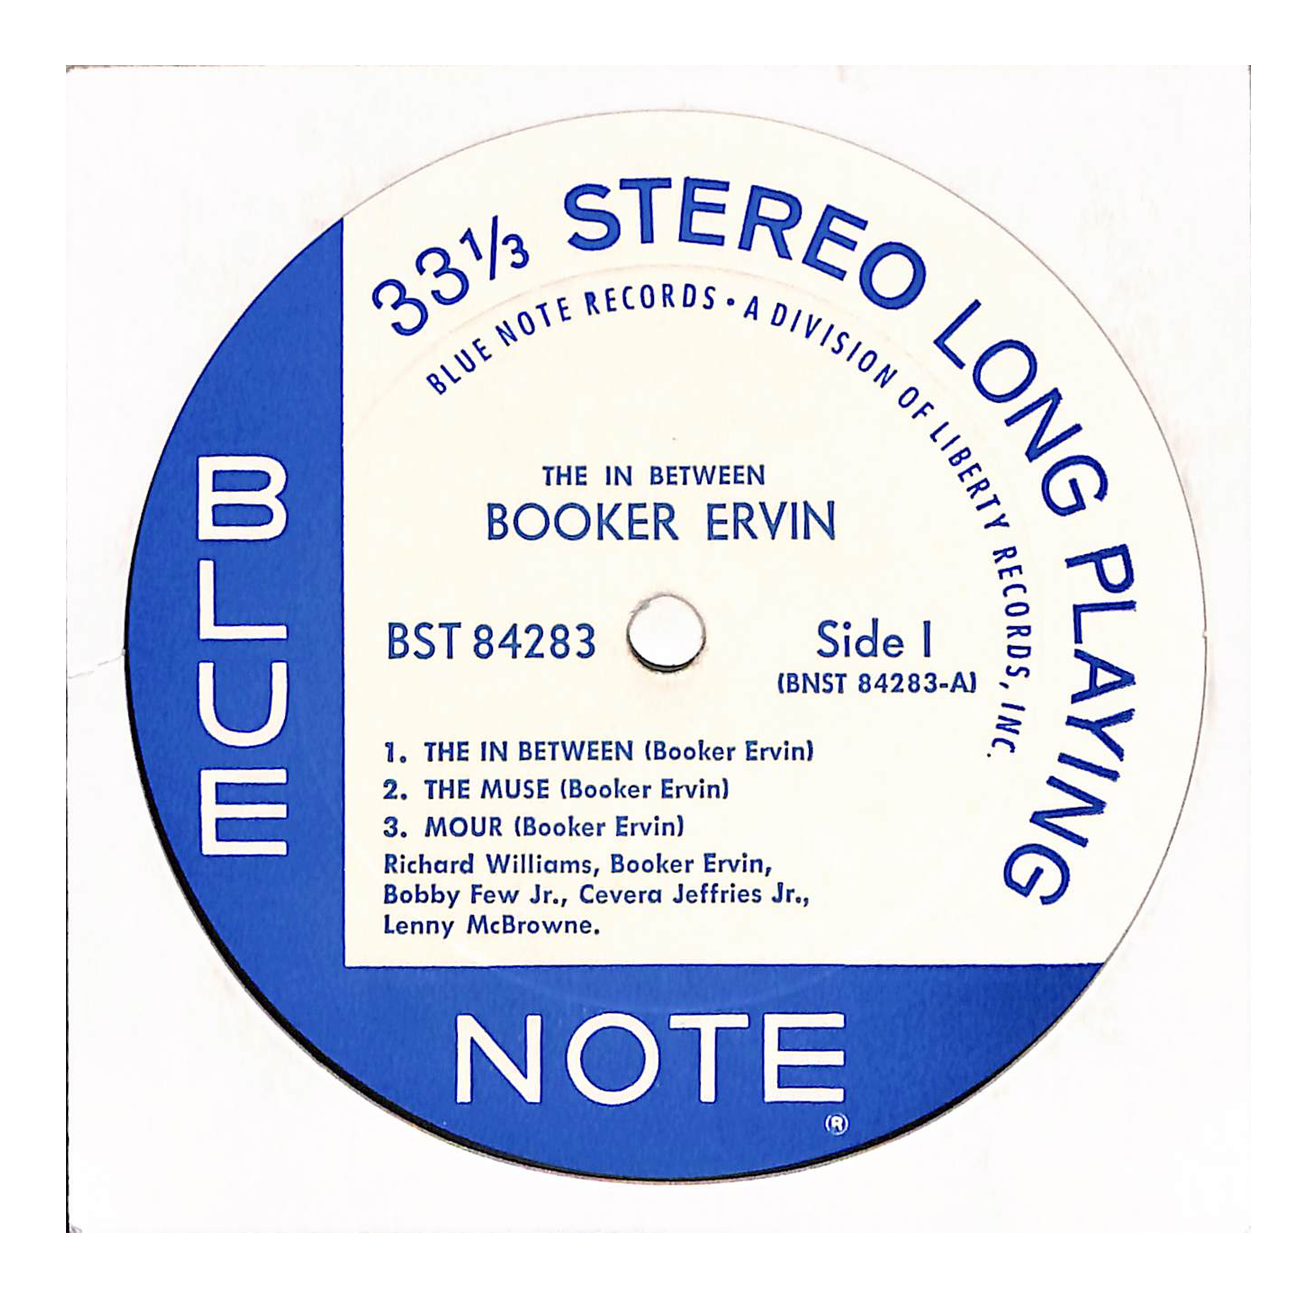 33⅓ STEREO LONG PLAYING
BLUE NOTE RECORDS • A DIVISION OF LIBERTY RECORDS, INC.
THE IN BETWEEN
BOOKER ERVIN
BST 84283
Side 1
(BNST 84283-A)
1. THE IN BETWEEN (Booker Ervin)
2. THE MUSE (Booker Ervin)
3. MOUR (Booker Ervin)
Richard Williams, Booker Ervin,
Bobby Few Jr., Cevera Jeffries Jr.,
Lenny McBrowne.
BLUE
NOTE
®